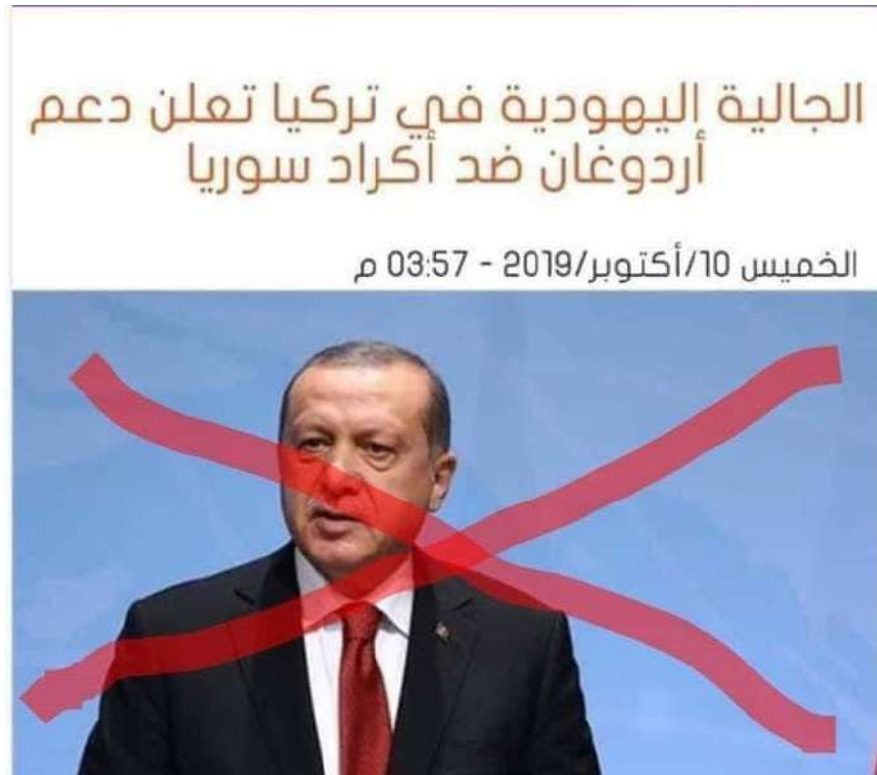 الجالية اليهودية في تركيا تعلن دعم
أردوغان ضد أكراد سوريا
الخميس 10/أكتوبر/2019 - 03:57 م